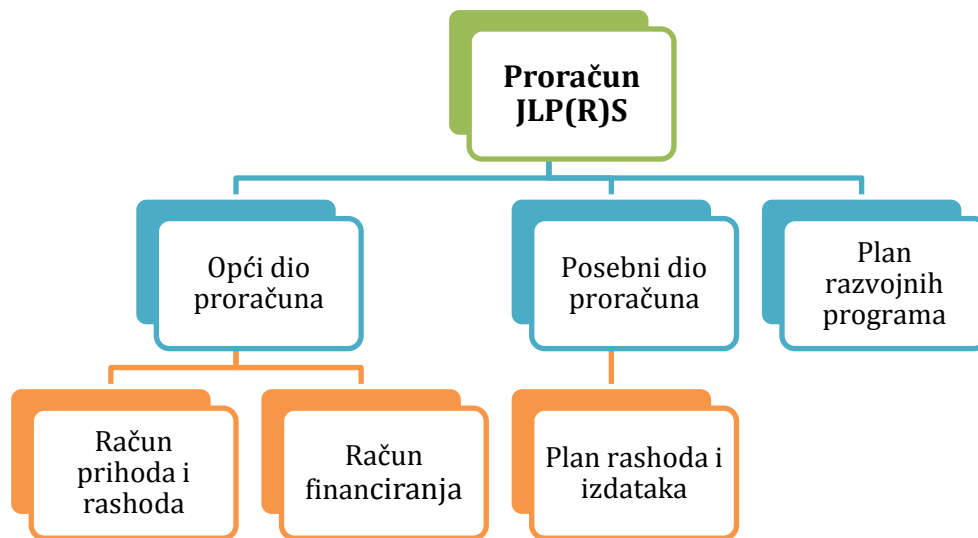 Proračun
JLP(R)S
Opći dio
proračuna
Posebni dio
proračuna
Plan
razvojnih
programa
Račun
prihoda i
rashoda
Račun
financiranja
Plan rashoda i
izdataka